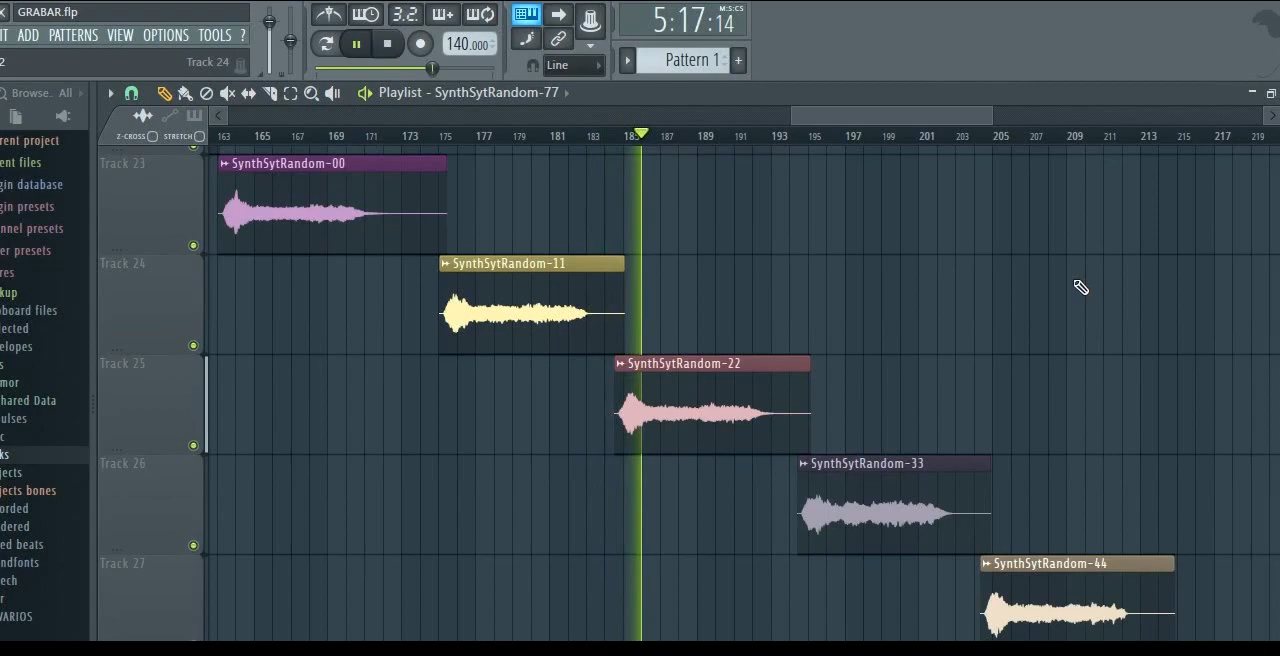 GRABAR.flp
IT ADD PATTERNS VIEW OPTIONS TOOLS ?
2 Track 24
3.2.
140.000
Line
5:17:14
M:S:CS
Pattern 1
+
Browse.. All
Playlist - SynthSytRandom-77
Z-CROSS STRETCH
163 165 167 169 171 173 175 177 179 181 183 185 187 189 191 193 195 197 199 201 203 205 207 209 211 213 215 217 219
rent project
ent files
gin database
gin presets
nnel presets
er presets
res
kup
board files
lected
elopes
s
mor
hared Data
ulses
c
ks
jects
jects bones
orded
dered
ed beats
ndfonts
ech
r
VARIOS
Track 23
SynthSytRandom-00
Track 24
SynthSytRandom-11
Track 25
SynthSytRandom-22
Track 26
SynthSytRandom-33
Track 27
SynthSytRandom-44